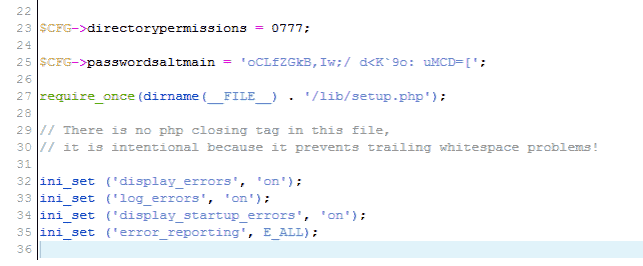 22
23 $CFG->directorypermissions = 0777;
24
25 $CFG->passwordsaltmain = 'oCLfZGkB,Iw;/ d<K`9o: uMCD=[';
26
27 require_once(dirname(__FILE__) . '/lib/setup.php');
28
29 // There is no php closing tag in this file,
30 // it is intentional because it prevents trailing whitespace problems!
31
32 ini_set ('display_errors', 'on');
33 ini_set ('log_errors', 'on');
34 ini_set ('display_startup_errors', 'on');
35 ini_set ('error_reporting', E_ALL);
36